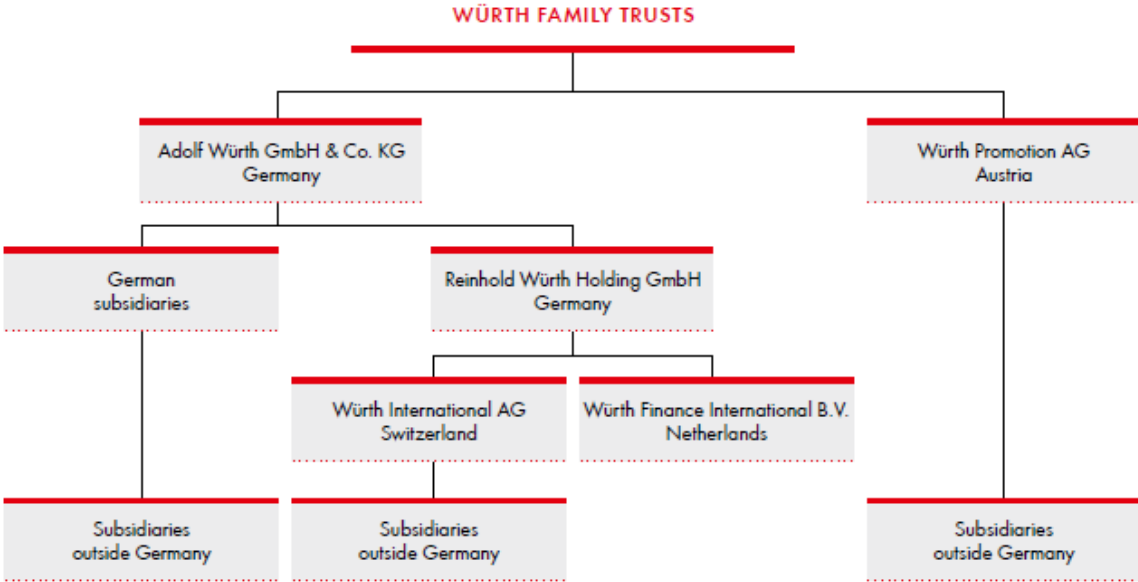 WÜRTH FAMILY TRUSTS
Adolf Würth GmbH & Co. KG
Germany
Würth Promotion AG
Austria
German
subsidiaries
Reinhold Würth Holding GmbH
Germany
Würth International AG
Switzerland
Würth Finance International B.V.
Netherlands
Subsidiaries
outside Germany
Subsidiaries
outside Germany
Subsidiaries
outside Germany